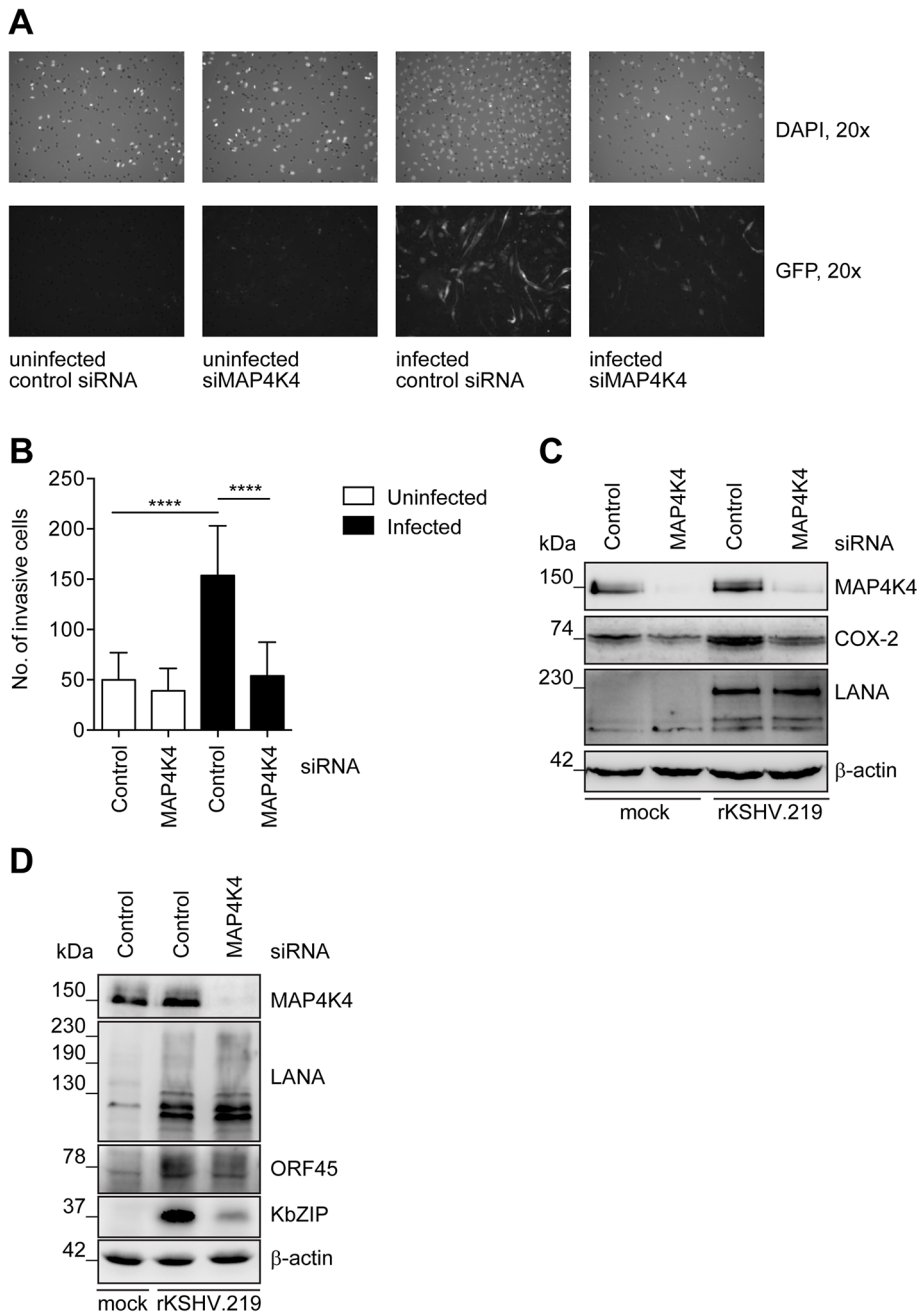 A
DAPI, 20x
GFP, 20x
uninfected
control siRNA
uninfected
siMAP4K4
infected
control siRNA
infected
siMAP4K4
B
250
200
150
100
50
0
No. of invasive cells
****
****
Uninfected
Infected
Control
MAP4K4
Control
MAP4K4
siRNA
C
Control
MAP4K4
Control
MAP4K4
kDa
siRNA
150
MAP4K4
74
COX-2
230
LANA
42
β-actin
mock
rKSHV.219
D
Control
Control
MAP4K4
kDa
siRNA
150
MAP4K4
230
190
130
LANA
78
ORF45
37
KbZIP
42
β-actin
mock
rKSHV.219